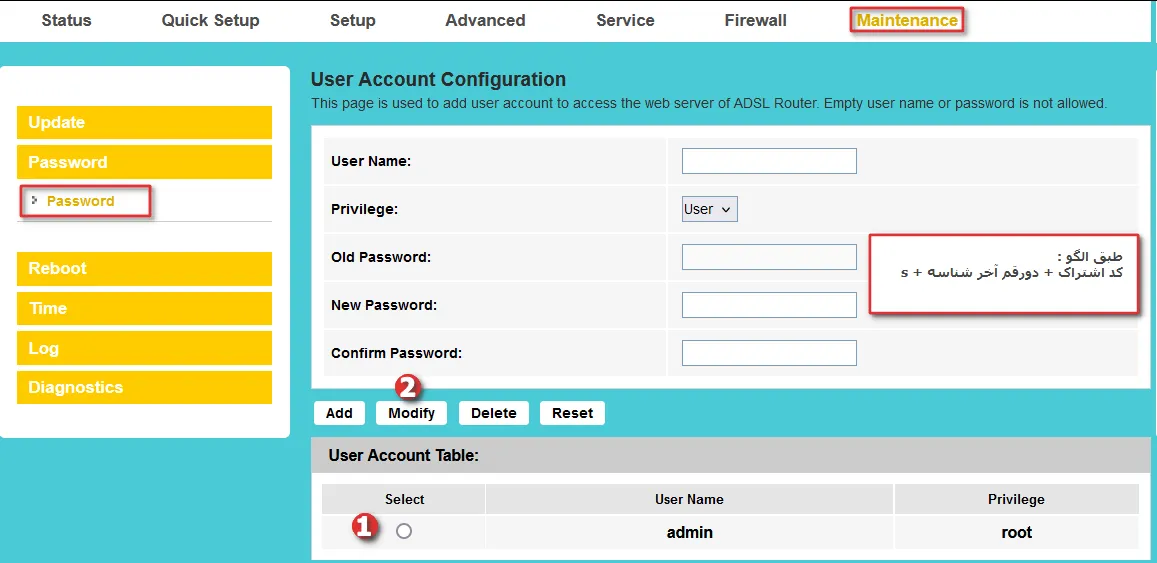 Status Quick Setup Setup Advanced Service Firewall Maintenance
Update
Password
Password
Reboot
Time
Log
Diagnostics
User Account Configuration
This page is used to add user account to access the web server of ADSL Router. Empty user name or password is not allowed.
User Name:
Privilege: User
Old Password:
طبق الگو :
کد اشتراک + دورقم آخر شناسه + s
New Password:
Confirm Password:
2
Add Modify Delete Reset
User Account Table:
Select User Name Privilege
1 admin root